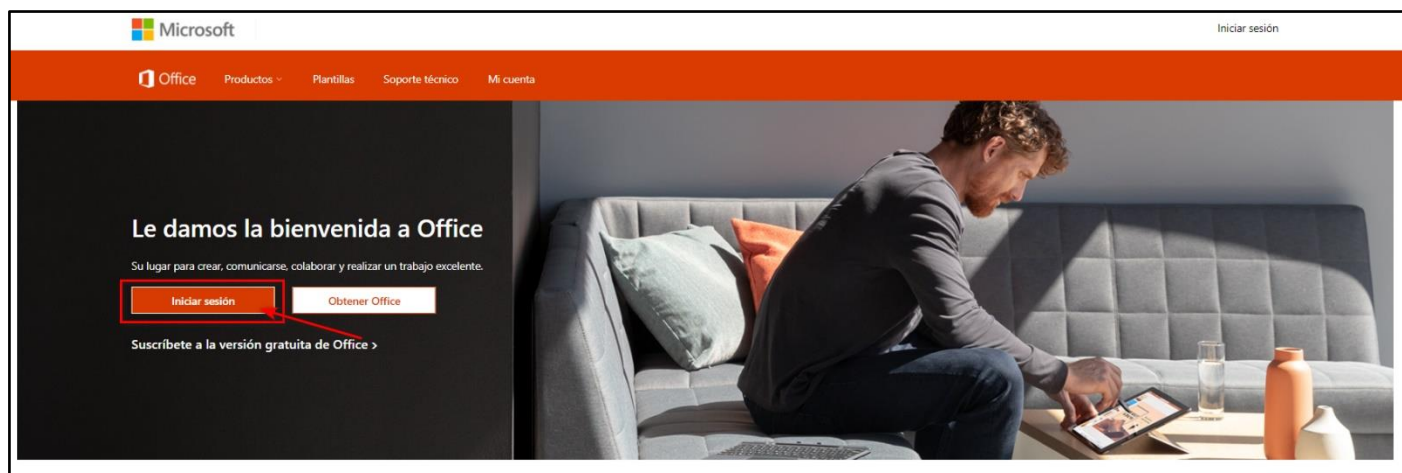 Microsoft
Iniciar sesión
Office Productos Plantillas Soporte técnico Mi cuenta
Le damos la bienvenida a Office
Su lugar para crear, comunicarse, colaborar y realizar un trabajo excelente.
Iniciar sesión
Obtener Office
Suscríbete a la versión gratuita de Office >